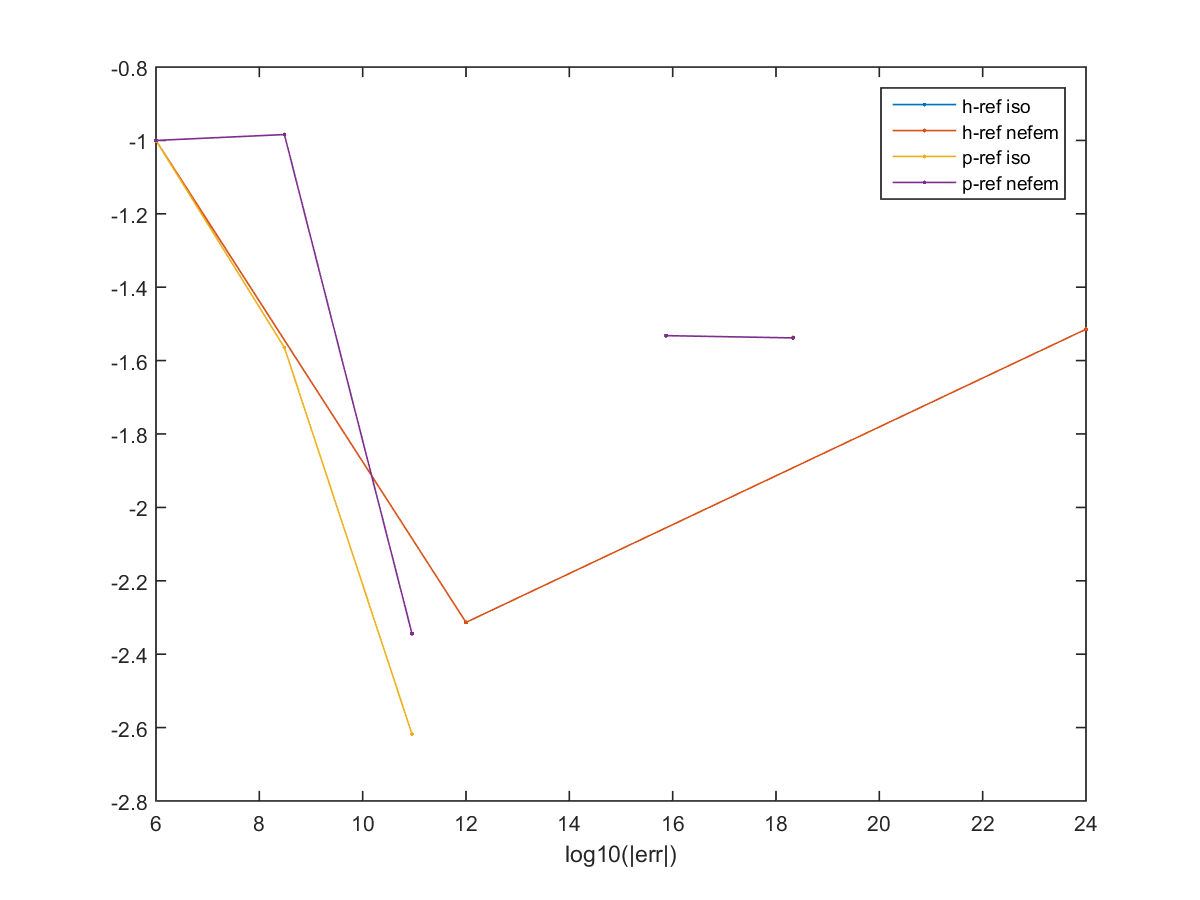 -0.8
-1
-1.2
-1.4
-1.6
-1.8
-2
-2.2
-2.4
-2.6
-2.8
h-ref iso
h-ref nefem
p-ref iso
p-ref nefem
6 8 10 12 14 16 18 20 22 24
log10(|err|)